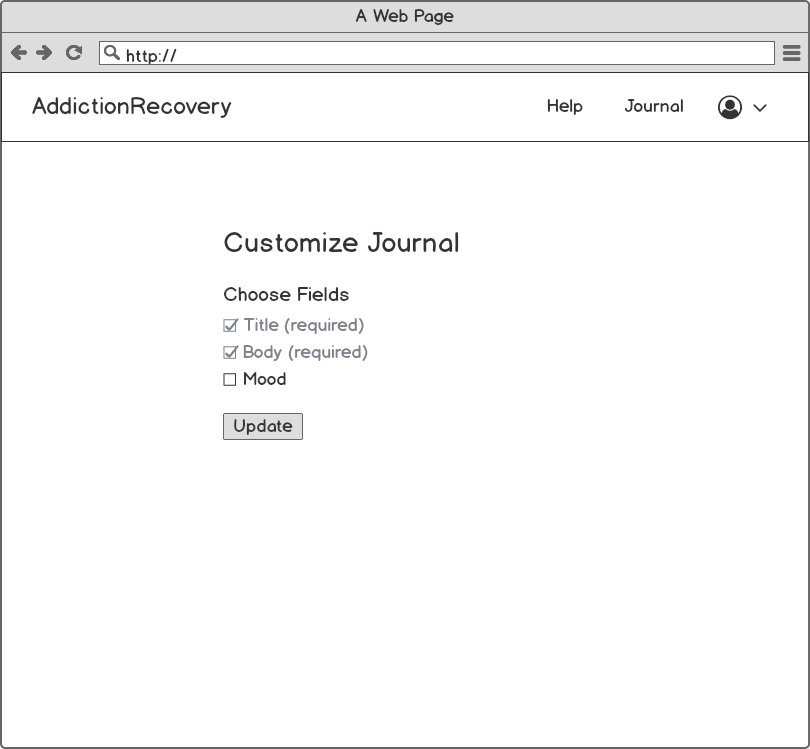 A Web Page
http://
AddictionRecovery Help Journal
Customize Journal
Choose Fields
Title (required)
Body (required)
Mood
Update